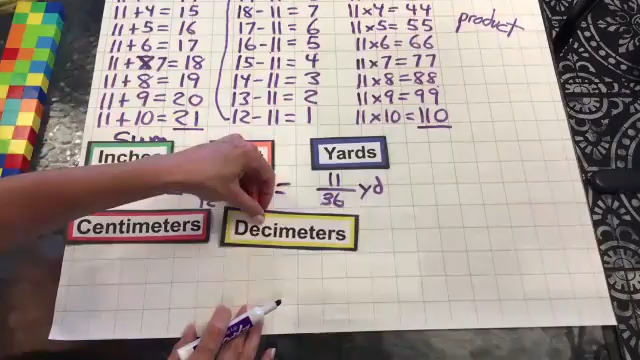 11 + 4 = 15 18 - 11 = 7 11 x 4 = 44 product
11 + 5 = 16 17 - 11 = 6 11 x 5 = 55
11 + 6 = 17 16 - 11 = 5 11 x 6 = 66
11 + 7 = 18 15 - 11 = 4 11 x 7 = 77
11 + 8 = 19 14 - 11 = 3 11 x 8 = 88
11 + 9 = 20 13 - 11 = 2 11 x 9 = 99
11 + 10 = 21 12 - 11 = 1 11 x 10 = 110
Sum
Inches Yards
= 11/36 yd
Centimeters Decimeters